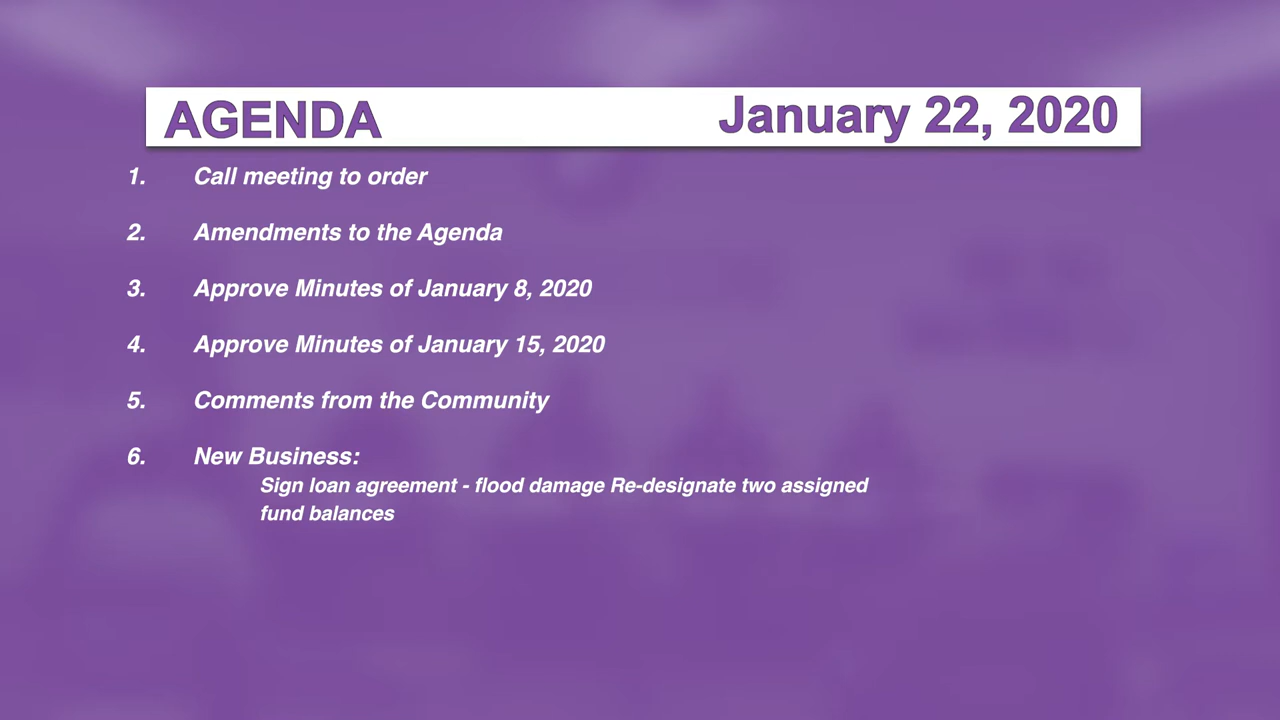 AGENDA January 22, 2020
1. Call meeting to order
2. Amendments to the Agenda
3. Approve Minutes of January 8, 2020
4. Approve Minutes of January 15, 2020
5. Comments from the Community
6. New Business:
Sign loan agreement - flood damage Re-designate two assigned
fund balances